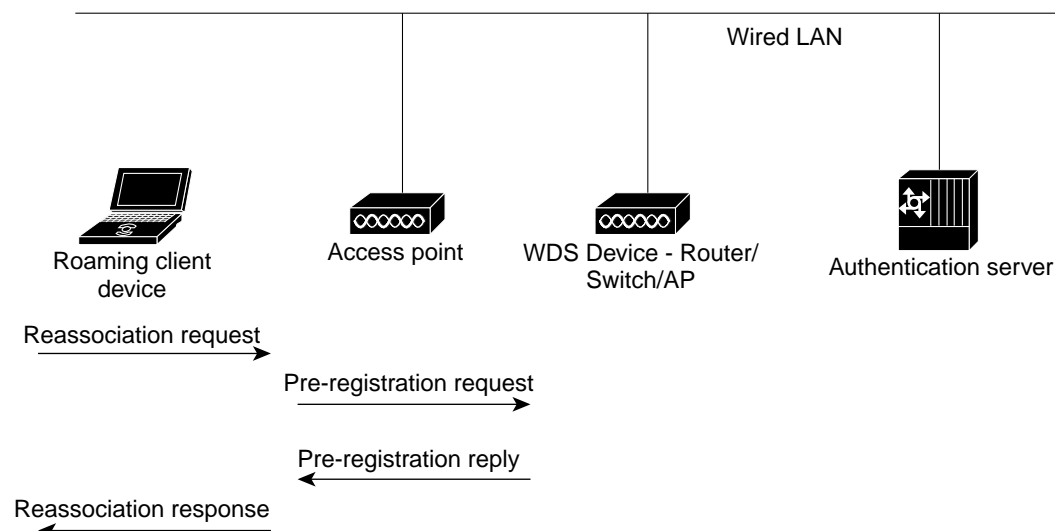 Wired LAN
Roaming client
device
Access point
WDS Device - Router/
Switch/AP
Authentication server
Reassociation request
Pre-registration request
Pre-registration reply
Reassociation response